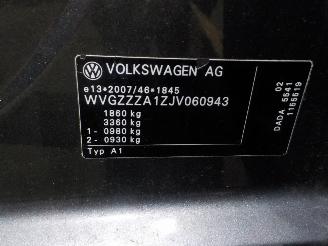 VOLKSWAGEN AG
e13*2007/46*1845
WVGZZZA1ZJV060943
1860 kg
3360 kg
1- 0980 kg
2- 0930 kg
Typ A1
DADA 5641 02
1165619